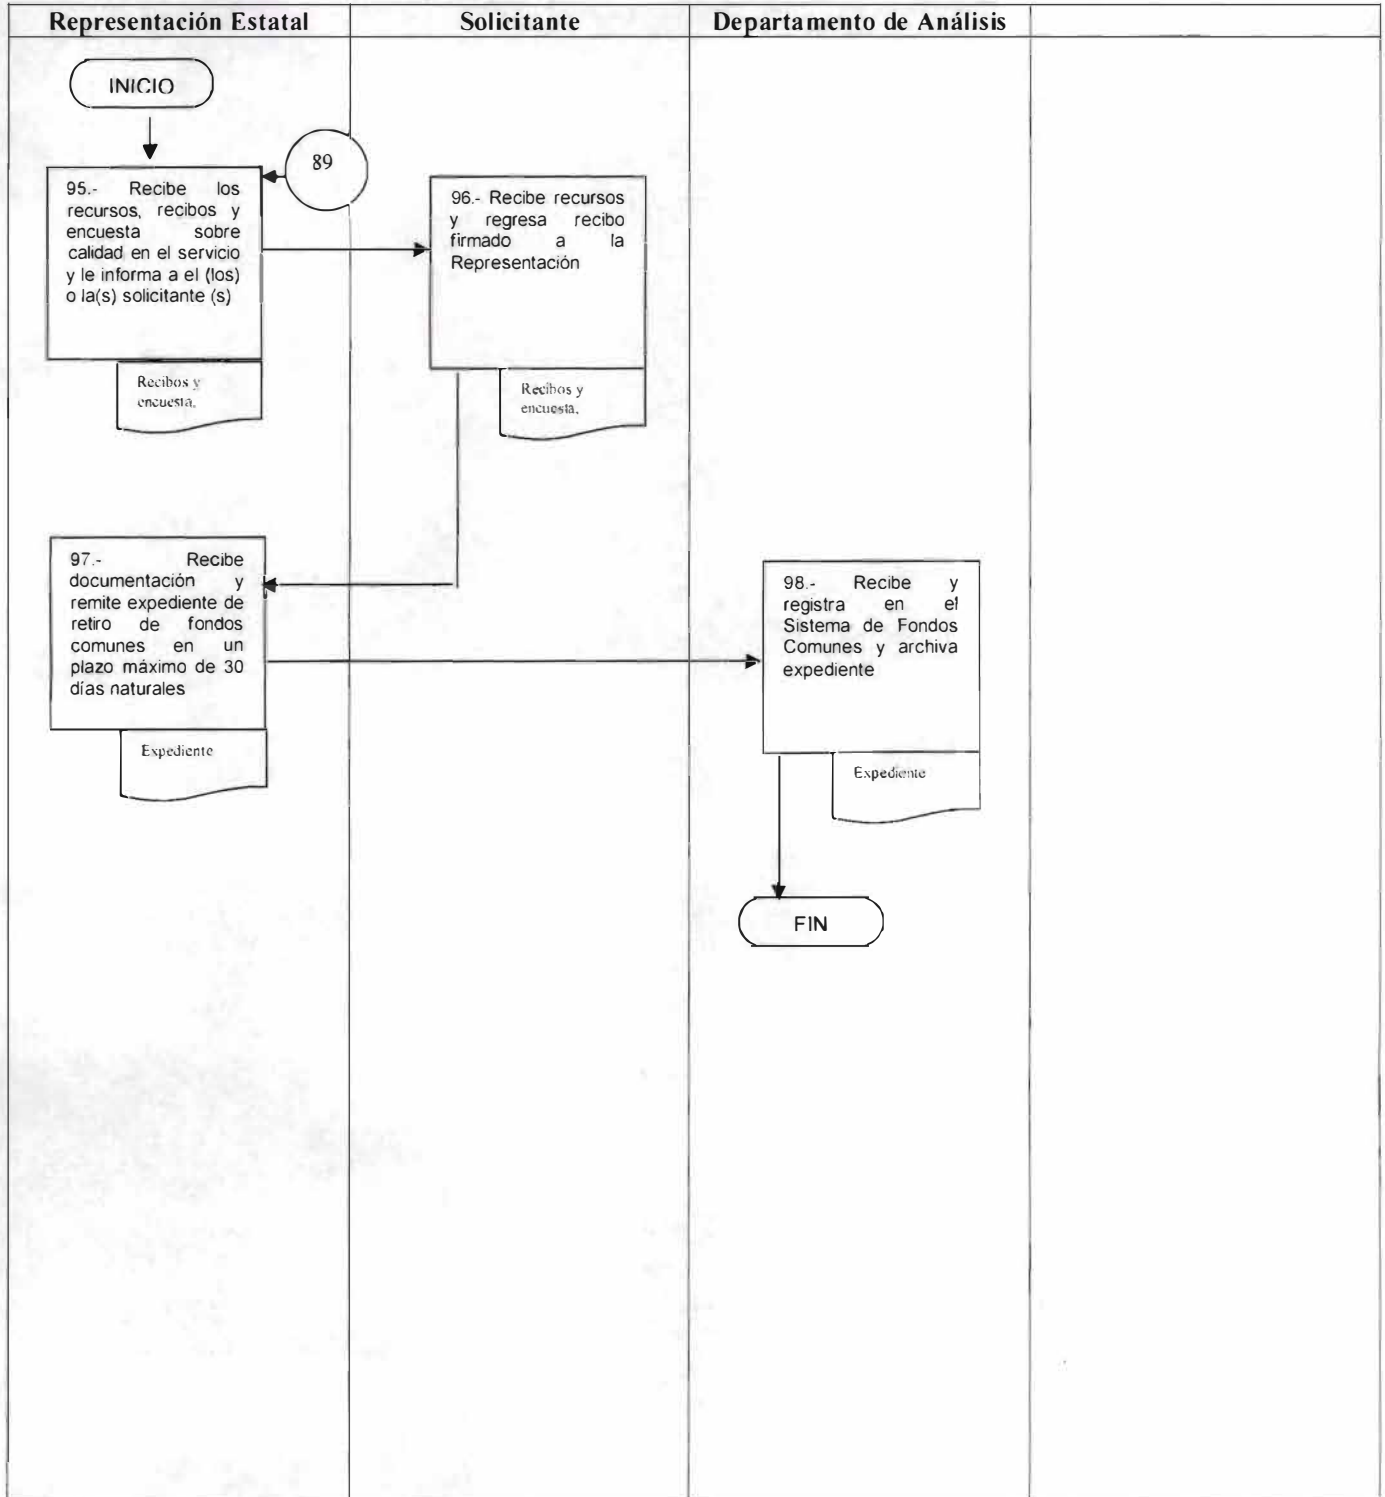 Representación Estatal
Solicitante
Departamento de Análisis
INICIO
89
95.- Recibe los
recursos, recibos y
encuesta sobre
calidad en el servicio
y le informa a el (los)
o la(s) solicitante (s)
Recibos y
encuesta.
96.- Recibe recursos
y regresa recibo
firmado a la
Representación
Recibos y
encuesta.
97.- Recibe
documentación y
remite expediente de
retiro de fondos
comunes en un
plazo máximo de 30
días naturales
Expediente
98.- Recibe y
registra en el
Sistema de Fondos
Comunes y archiva
expediente
Expediente
FIN